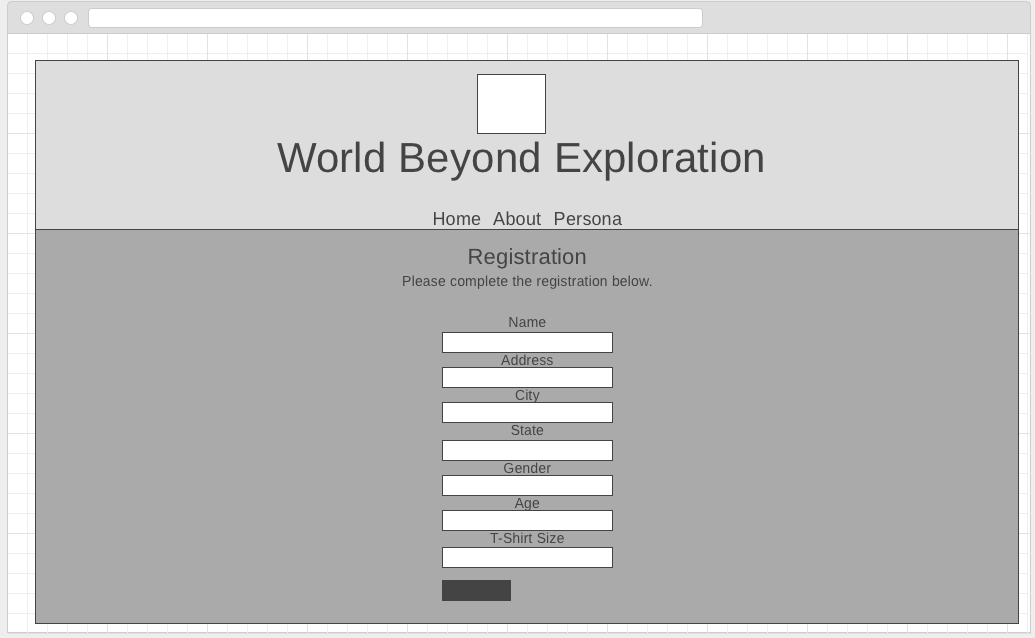 World Beyond Exploration
Home About Persona
Registration
Please complete the registration below.
Name
Address
City
State
Gender
Age
T-Shirt Size